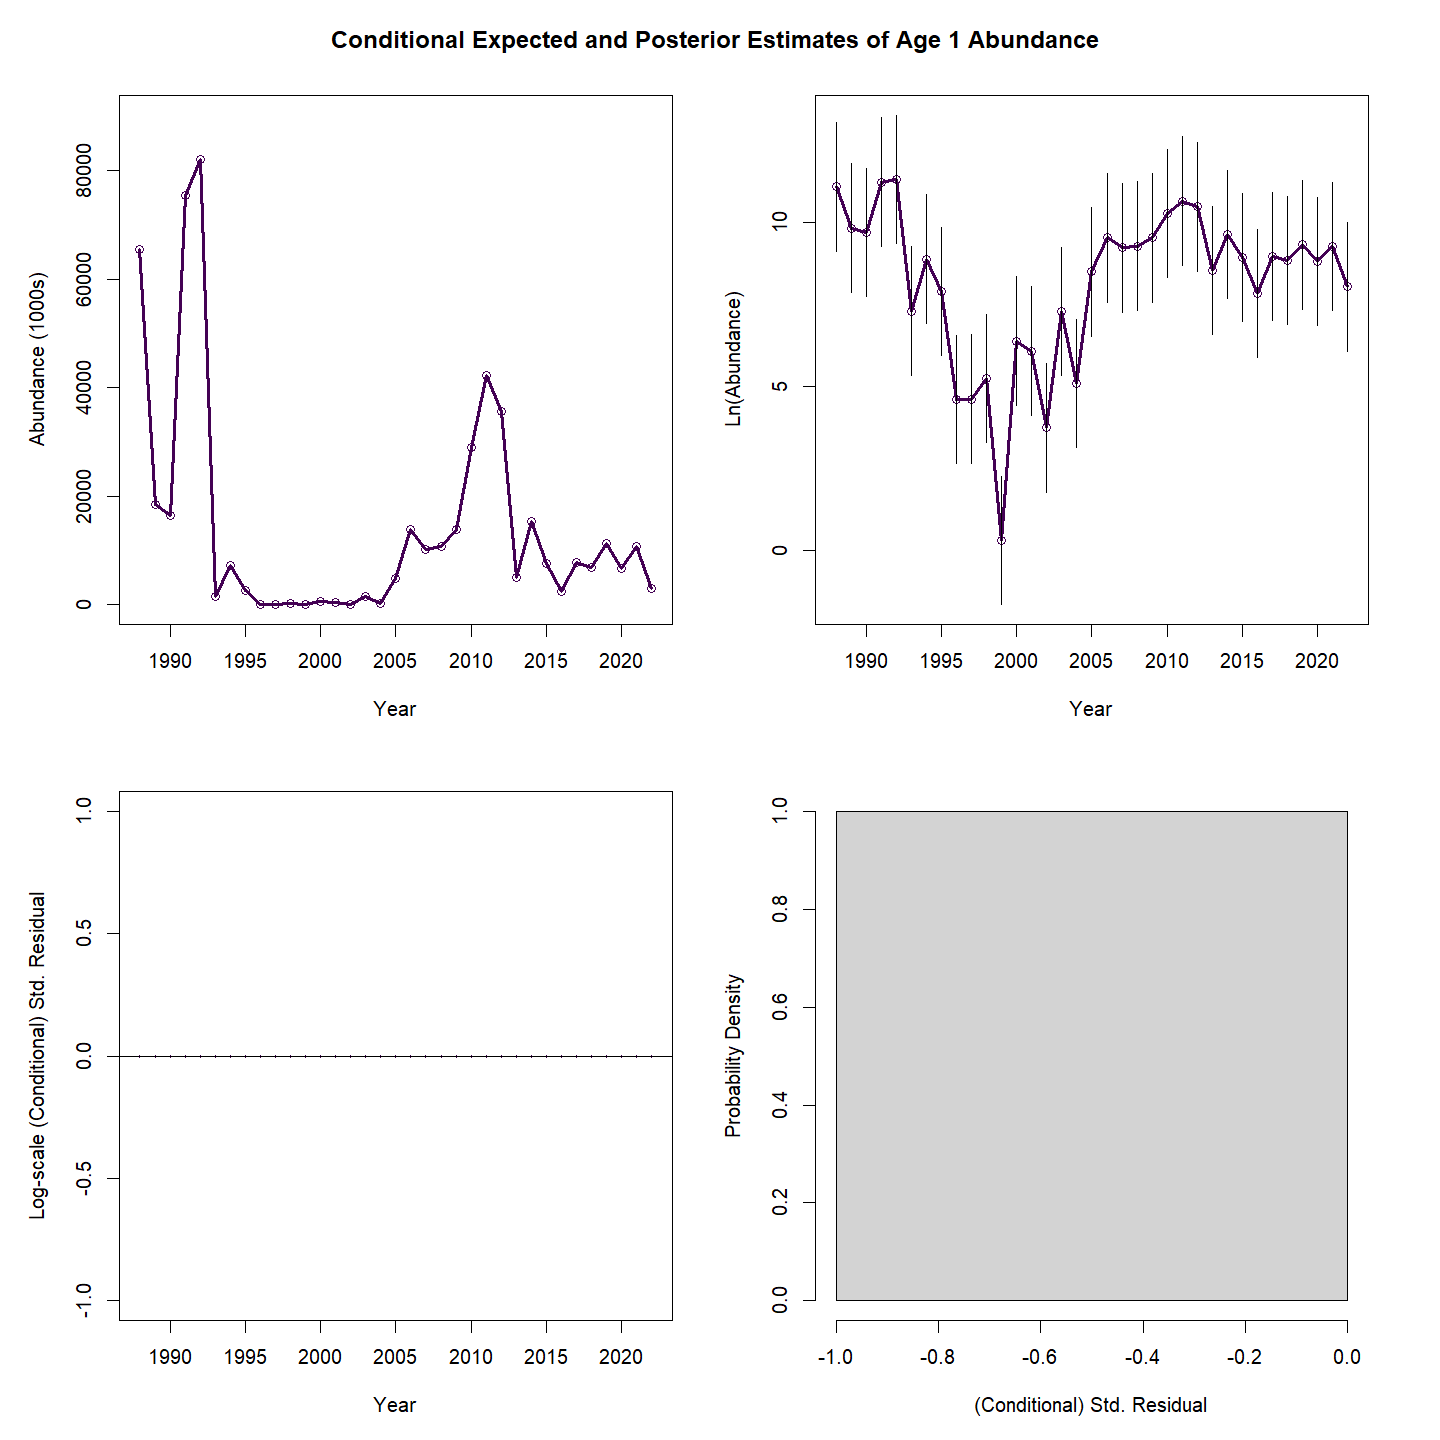 Conditional Expected and Posterior Estimates of Age 1 Abundance
Abundance (1000s)
80000
60000
40000
20000
0
1990 1995 2000 2005 2010 2015 2020
Year
Ln(Abundance)
10
5
0
1990 1995 2000 2005 2010 2015 2020
Year
Log-scale (Conditional) Std. Residual
1.0
0.5
0.0
-0.5
-1.0
1990 1995 2000 2005 2010 2015 2020
Year
Probability Density
1.0
0.8
0.6
0.4
0.2
0.0
-1.0 -0.8 -0.6 -0.4 -0.2 0.0
(Conditional) Std. Residual